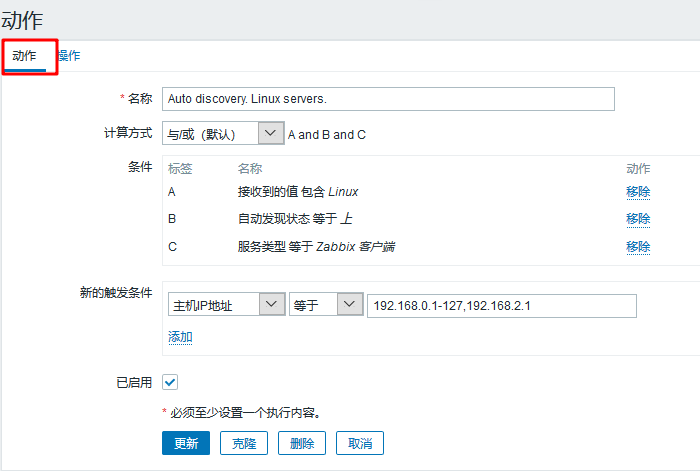 动作
动作 操作
* 名称 Auto discovery. Linux servers.
计算方式 与/或（默认） A and B and C
条件 标签 名称 动作
A 接收到的值 包含 Linux 移除
B 自动发现状态 等于 上 移除
C 服务类型 等于 Zabbix 客户端 移除
新的触发条件 主机IP地址 等于 192.168.0.1-127,192.168.2.1
添加
已启用
* 必须至少设置一个执行内容。
更新 克隆 删除 取消